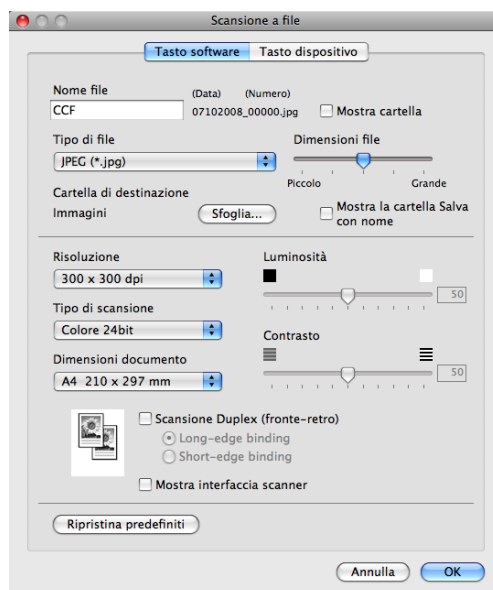 Scansione a file
Tasto software Tasto dispositivo
Nome file (Data) (Numero)
CCF 07102008_00000.jpg Mostra cartella
Tipo di file Dimensioni file
JPEG (*.jpg)
Piccolo Grande
Cartella di destinazione
Immagini Sfoglia... Mostra la cartella Salva
con nome
Risoluzione Luminosità
300 x 300 dpi
50
Tipo di scansione
Colore 24bit
Contrasto
Dimensioni documento
A4 210 x 297 mm 50
Scansione Duplex (fronte-retro)
Long-edge binding
Short-edge binding
Mostra interfaccia scanner
Ripristina predefiniti
Annulla OK